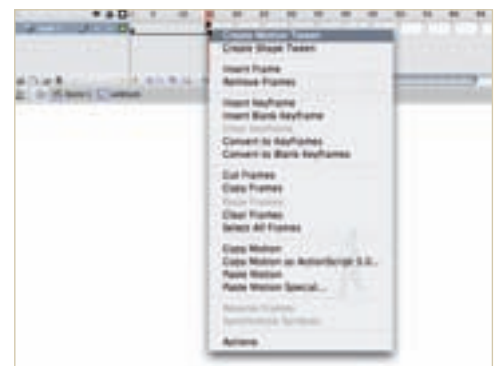 Create Motion Tween
Create Shape Tween
Insert Frame
Remove Frames
Insert Keyframe
Insert Blank Keyframe
Clear Keyframe
Convert to Keyframes
Convert to Blank Keyframes
Cut Frames
Copy Frames
Paste Frames
Clear Frames
Select All Frames
Copy Motion
Copy Motion as ActionScript 3.0...
Paste Motion
Paste Motion Special...
Reverse Frames
Synchronize Symbols
Actions